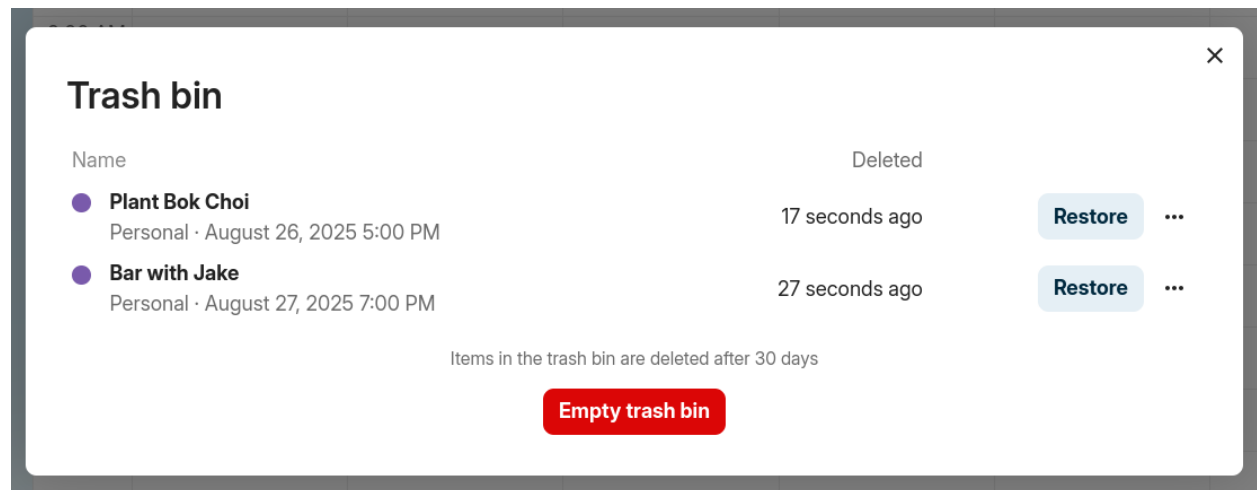 Trash bin
Name Deleted
Plant Bok Choi
Personal · August 26, 2025 5:00 PM
17 seconds ago Restore
Bar with Jake
Personal · August 27, 2025 7:00 PM
27 seconds ago Restore
Items in the trash bin are deleted after 30 days
Empty trash bin